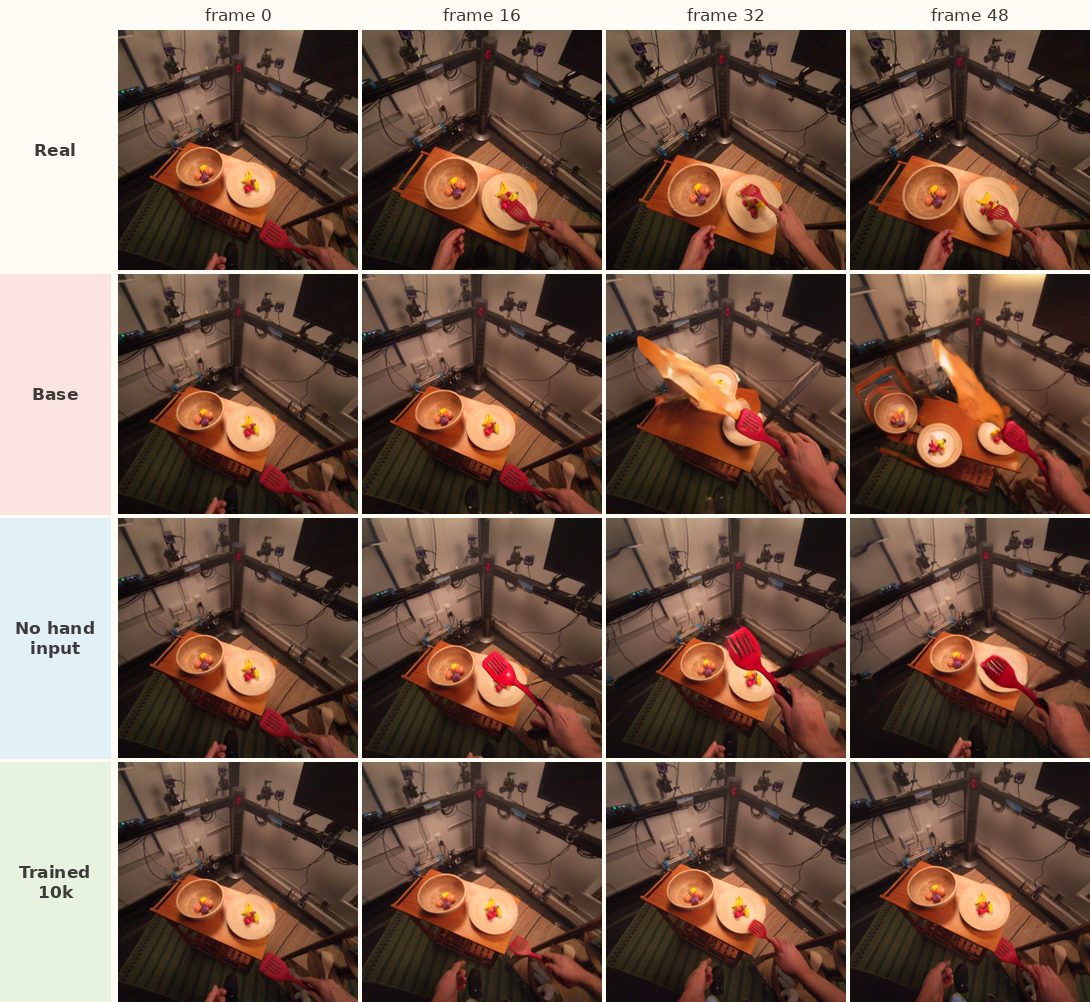 frame 0
frame 16
frame 32
frame 48
Real
Base
No hand
input
Trained
10k